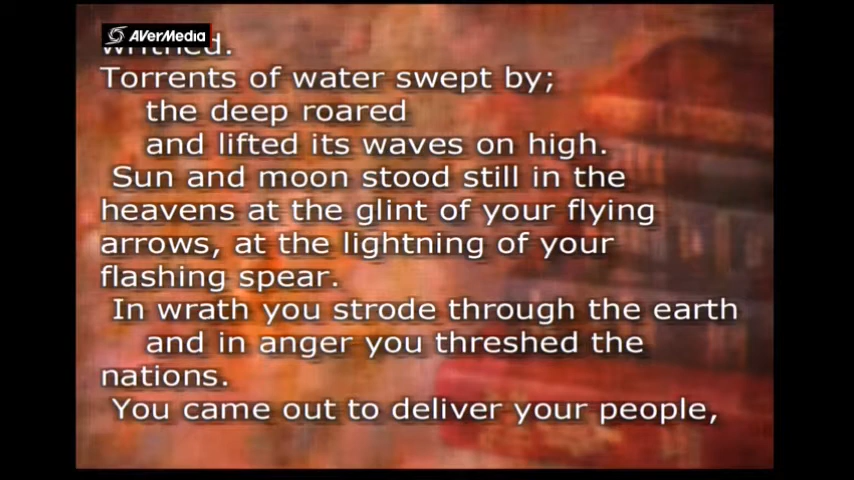 AVerMedia
writhed.
Torrents of water swept by;
the deep roared
and lifted its waves on high.
Sun and moon stood still in the
heavens at the glint of your flying
arrows, at the lightning of your
flashing spear.
In wrath you strode through the earth
and in anger you threshed the
nations.
You came out to deliver your people,